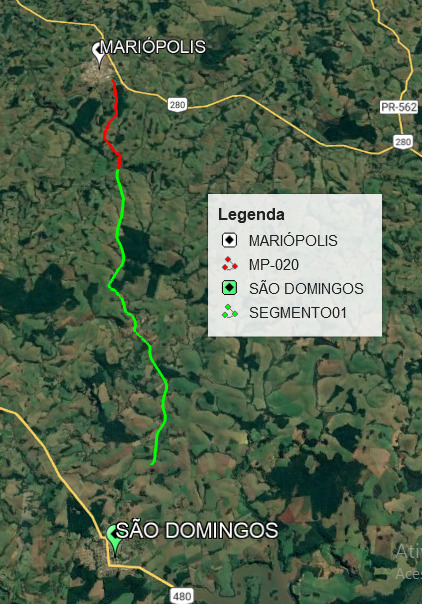 MARIÓPOLIS
280
PR-562
280
Legenda
MARIÓPOLIS
MP-020
SÃO DOMINGOS
SEGMENTO01
SÃO DOMINGOS
480